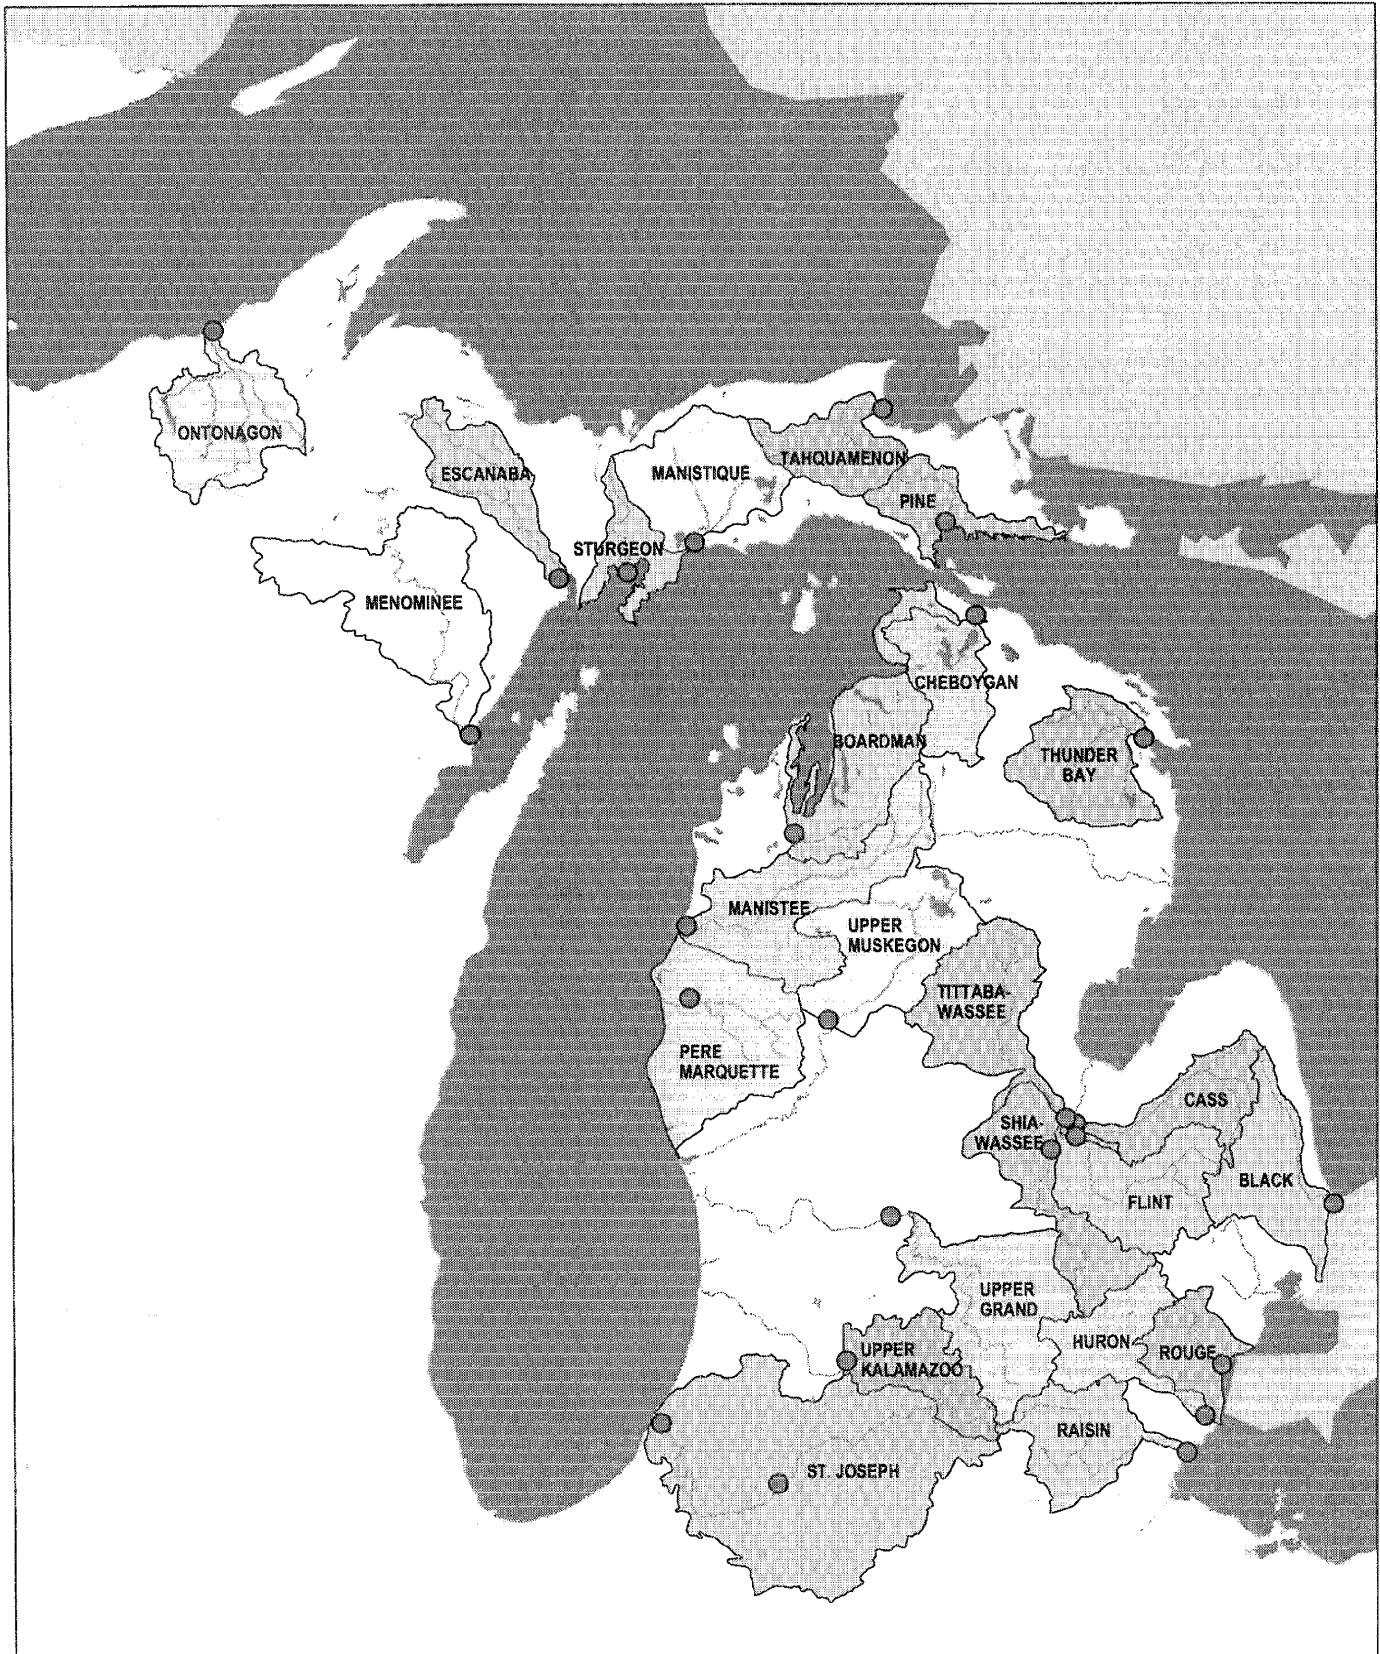 ONTONAGON
ESCANABA
MANISTIQUE
TAHQUAMENON
PINE
STURGEON
MENOMINEE
CHEBOYGAN
BOARDMAN
THUNDER
BAY
MANISTEE
UPPER
MUSKEGON
TITTABA-
WASSEE
PERE
MARQUETTE
CASS
SHIA-
WASSEE
BLACK
FLINT
UPPER
GRAND
HURON
ROUGE
UPPER
KALAMAZOO
RAISIN
ST. JOSEPH